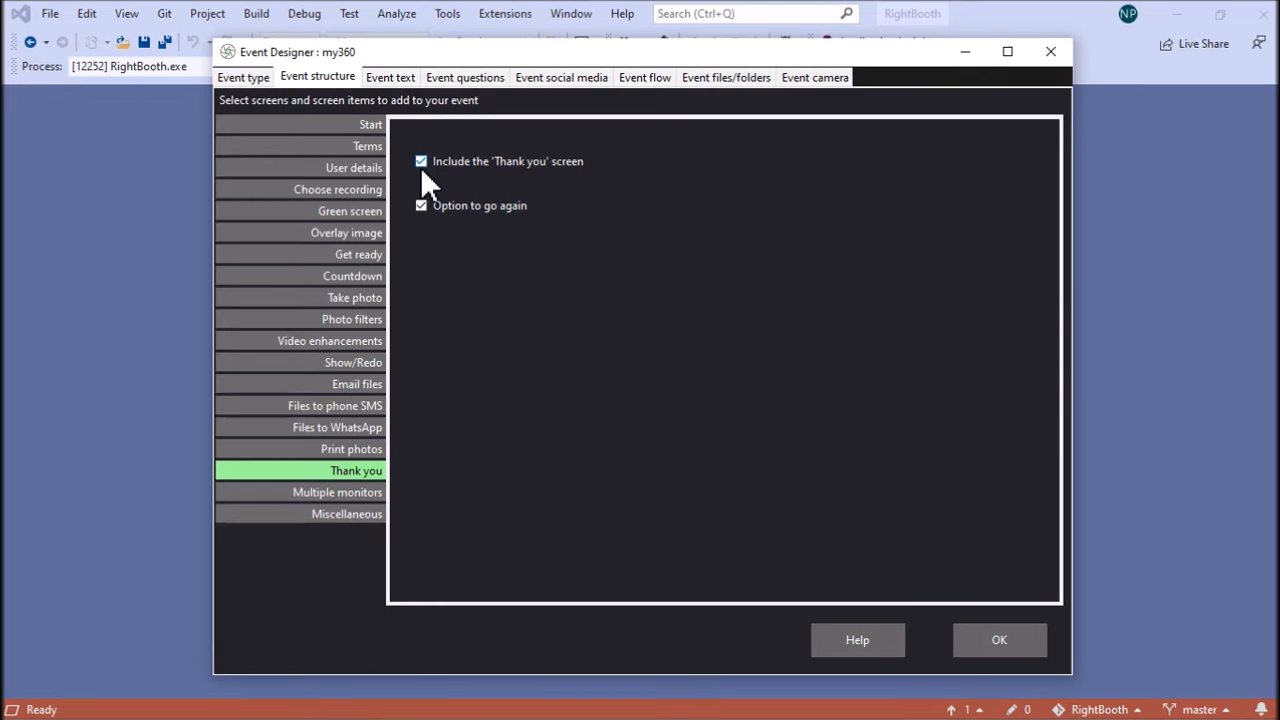 File Edit View Git Project Build Debug Test Analyze Tools Extensions Window Help Search (Ctrl+Q) RightBooth NP
Live Share
Process: [12252] RightBooth.exe
Event Designer : my360
Event type Event structure Event text Event questions Event social media Event flow Event files/folders Event camera
Select screens and screen items to add to your event
Start
Terms
User details
Choose recording
Green screen
Overlay image
Get ready
Countdown
Take photo
Photo filters
Video enhancements
Show/Redo
Email files
Files to phone SMS
Files to WhatsApp
Print photos
Thank you
Multiple monitors
Miscellaneous
Include the 'Thank you' screen
Option to go again
Help OK
Ready 1 0 RightBooth master